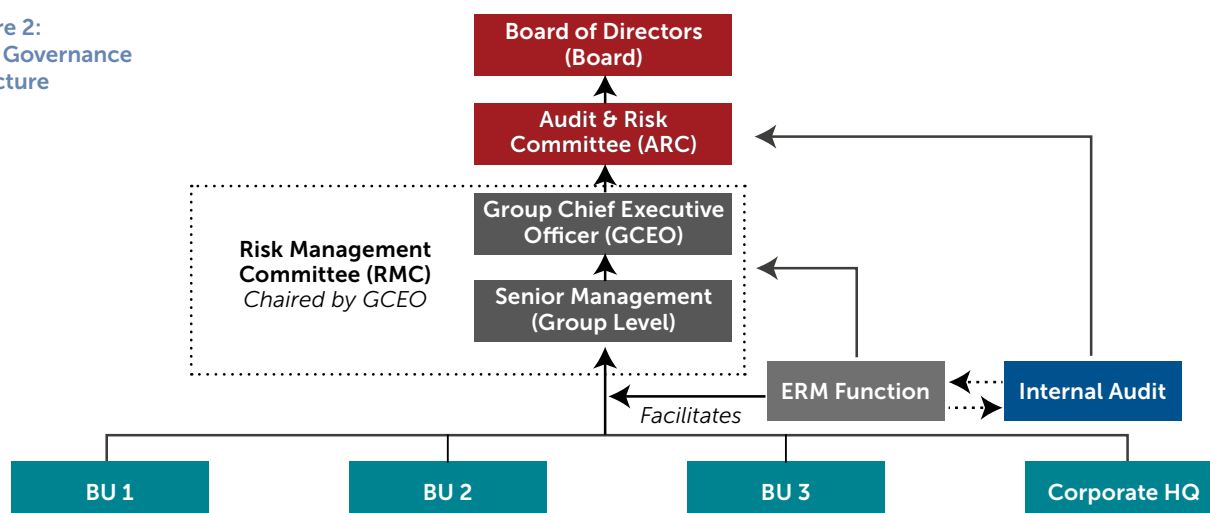 re 2:
Governance
cture
Board of Directors
(Board)
Audit & Risk
Committee (ARC)
Group Chief Executive
Officer (GCEO)
Risk Management
Committee (RMC)
Chaired by GCEO
Senior Management
(Group Level)
ERM Function
Internal Audit
Facilitates
BU 1
BU 2
BU 3
Corporate HQ